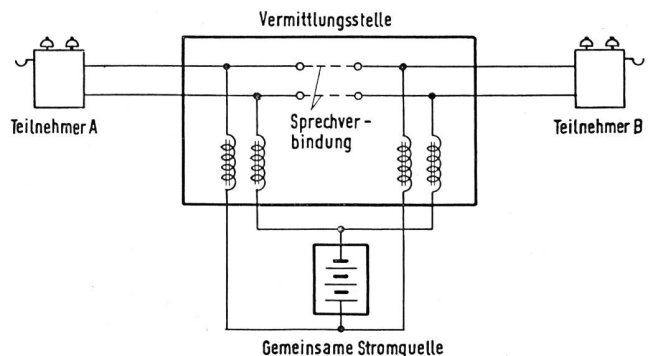 Vermittlungsstelle
Teilnehmer A
Sprechver-
bindung
Teilnehmer B
Gemeinsame Stromquelle